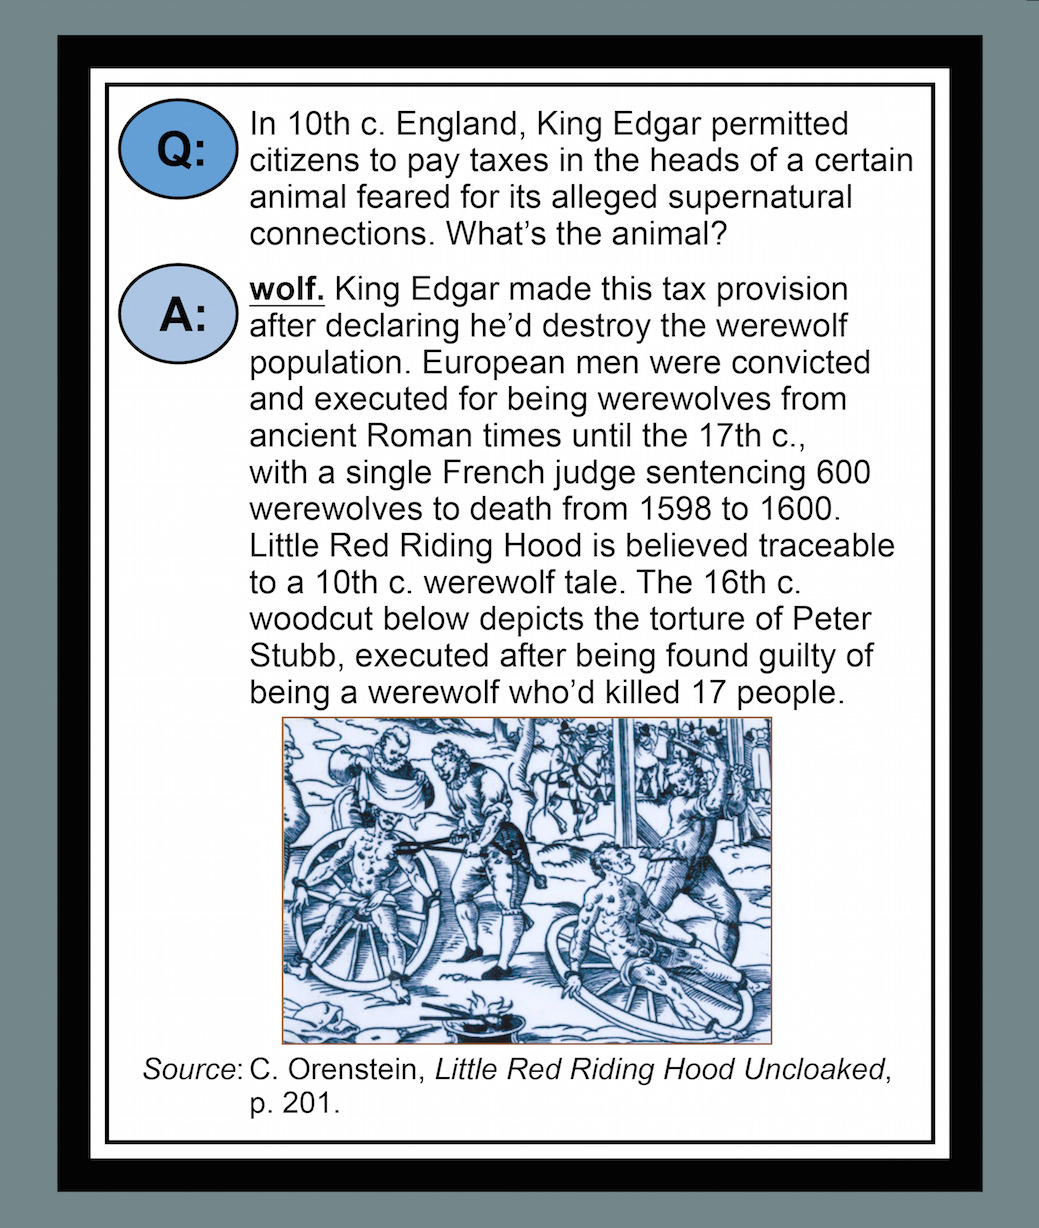 Q:
In 10th c. England, King Edgar permitted
citizens to pay taxes in the heads of a certain
animal feared for its alleged supernatural
connections. What’s the animal?
A:
wolf. King Edgar made this tax provision
after declaring he’d destroy the werewolf
population. European men were convicted
and executed for being werewolves from
ancient Roman times until the 17th c.,
with a single French judge sentencing 600
werewolves to death from 1598 to 1600.
Little Red Riding Hood is believed traceable
to a 10th c. werewolf tale. The 16th c.
woodcut below depicts the torture of Peter
Stubb, executed after being found guilty of
being a werewolf who’d killed 17 people.
Source: C. Orenstein, Little Red Riding Hood Uncloaked,
p. 201.